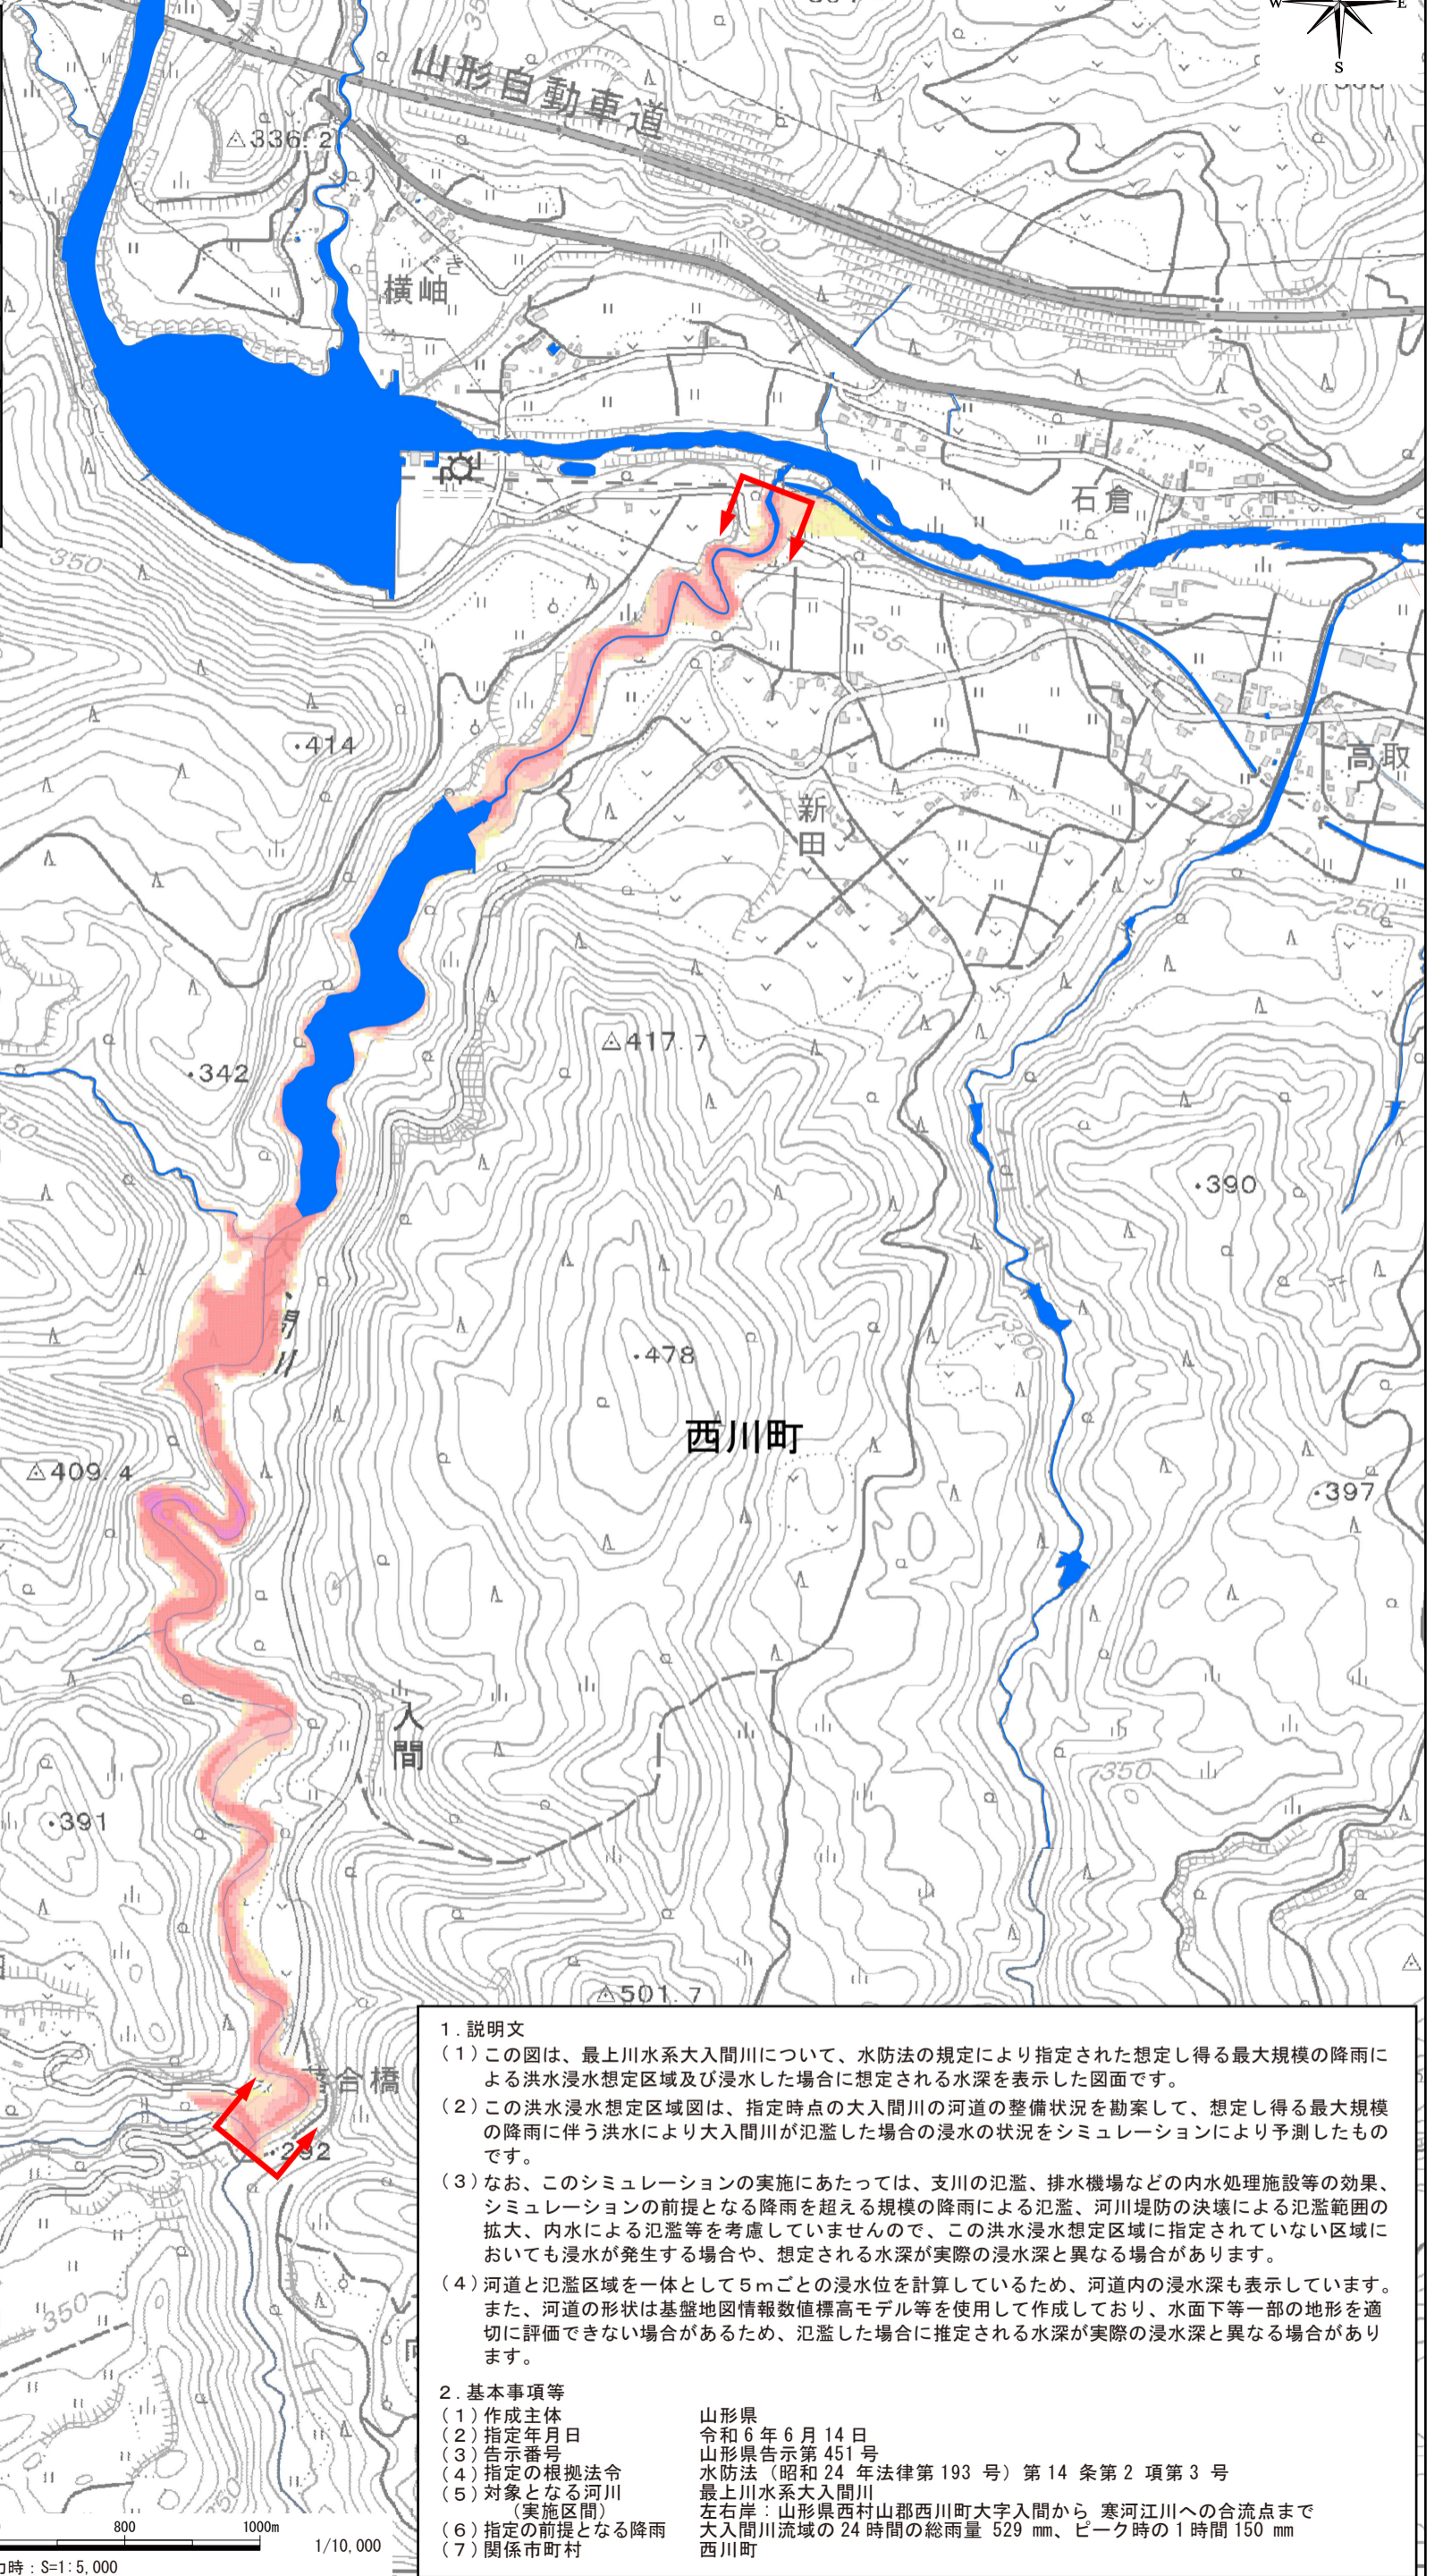 W E
S
山形自動車道
336.2
300
横岫
ぐき
石倉
250
350
255
414
高取
新田
250
417.7
342
350
390
300
478
西川町
409.4
397
入間
350
391
501.7
落合橋
292
350
350
800 1000m
1/10,000
力時：S=1:5,000
1.説明文
(1)この図は、最上川水系大入間川について、水防法の規定により指定された想定し得る最大規模の降雨に
よる洪水浸水想定区域及び浸水した場合に想定される水深を表示した図面です。
(2)この洪水浸水想定区域図は、指定時点の大入間川の河道の整備状況を勘案して、想定し得る最大規模
の降雨に伴う洪水により大入間川が氾濫した場合の浸水の状況をシミュレーションにより予測したもの
です。
(3)なお、このシミュレーションの実施にあたっては、支川の氾濫、排水機場などの内水処理施設等の効果、
シミュレーションの前提となる降雨を超える規模の降雨による氾濫、河川堤防の決壊による氾濫範囲の
拡大、内水による氾濫等を考慮していませんので、この洪水浸水想定区域に指定されていない区域に
おいても浸水が発生する場合や、想定される水深が実際の浸水深と異なる場合があります。
(4)河道と氾濫区域を一体として5mごとの浸水位を計算しているため、河道内の浸水深も表示しています。
また、河道の形状は基盤地図情報数値標高モデル等を使用して作成しており、水面下等一部の地形を適
切に評価できない場合があるため、氾濫した場合に推定される水深が実際の浸水深と異なる場合があり
ます。
2.基本事項等
(1)作成主体 山形県
(2)指定年月日 令和6年6月14日
(3)告示番号 山形県告示第451号
(4)指定の根拠法令 水防法（昭和24 年法律第193 号）第14 条第2 項第3 号
(5)対象となる河川 最上川水系大入間川
（実施区間） 左右岸：山形県西村山郡西川町大字入間から 寒河江川への合流点まで
(6)指定の前提となる降雨 大入間川流域の24時間の総雨量 529 mm、ピーク時の1時間150 mm
(7)関係市町村 西川町